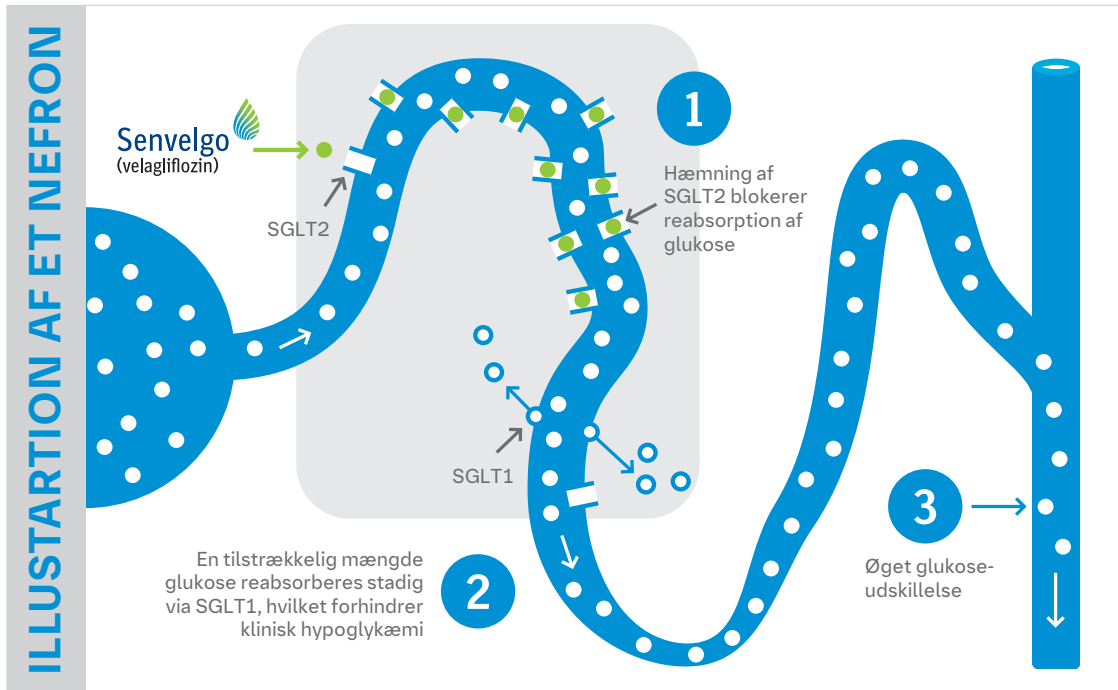 ILLUSTARTION AF ET NEFRON
Senvelgo
(velagliflozin)
SGLT2
1
Hæmning af
SGLT2 blokerer
reabsorption af
glukose
SGLT1
En tilstrækkelig mængde
glukose reabsorberes stadig
via SGLT1, hvilket forhindrer
klinisk hypoglykæmi
2
3
Øget glukose-
udskillelse